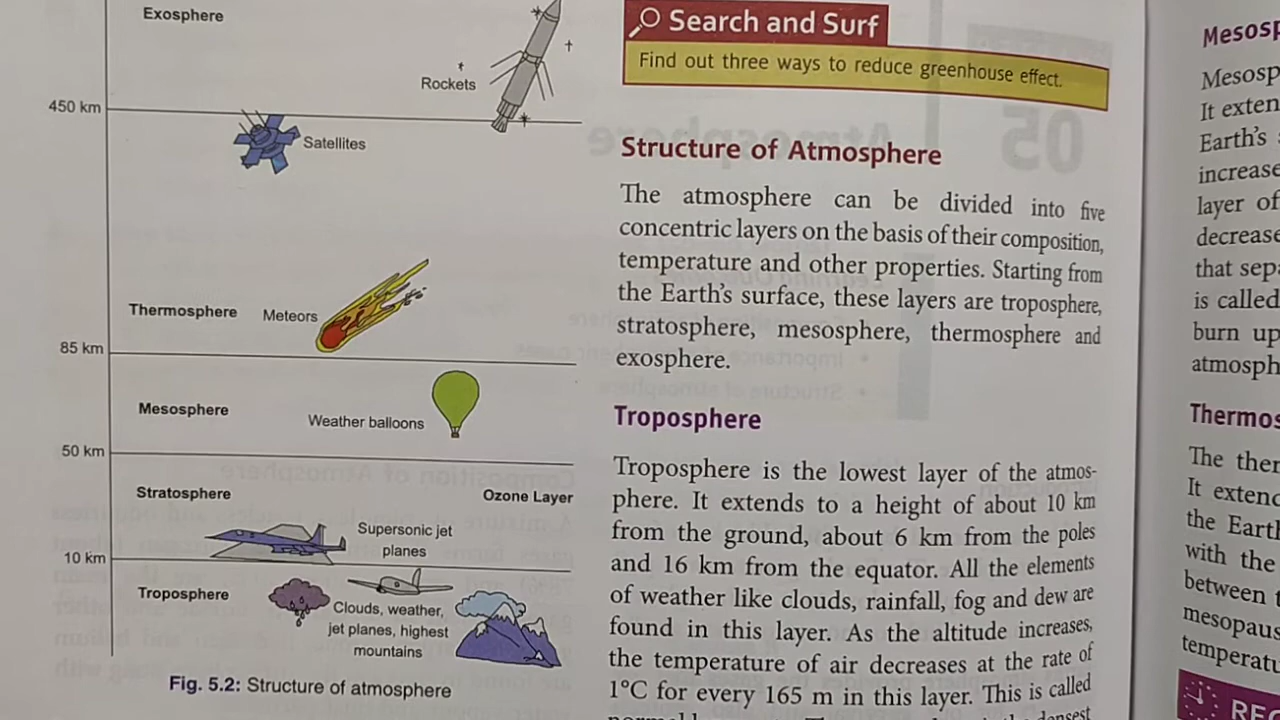 Exosphere
Rockets
450 km
Satellites
Thermosphere
Meteors
85 km
Mesosphere
Weather balloons
50 km
Stratosphere
Ozone Layer
Supersonic jet
planes
10 km
Troposphere
Clouds, weather,
jet planes, highest
mountains
Fig. 5.2: Structure of atmosphere
Search and Surf
Find out three ways to reduce greenhouse effect.
Structure of Atmosphere
The atmosphere can be divided into five
concentric layers on the basis of their composition,
temperature and other properties. Starting from
the Earth's surface, these layers are troposphere,
stratosphere, mesosphere, thermosphere and
exosphere.
Troposphere
Troposphere is the lowest layer of the atmos-
phere. It extends to a height of about 10 km
from the ground, about 6 km from the poles
and 16 km from the equator. All the elements
of weather like clouds, rainfall, fog and dew are
found in this layer. As the altitude increases,
the temperature of air decreases at the rate of
1°C for every 165 m in this layer. This is called
densest
Mesosp
Mesosp
It exten
Earth's
increase
layer of
decrease
that sep
is called
burn up
atmosph
Thermos
The ther
It extend
the Earth
with the
between
mesopaus
temperatu